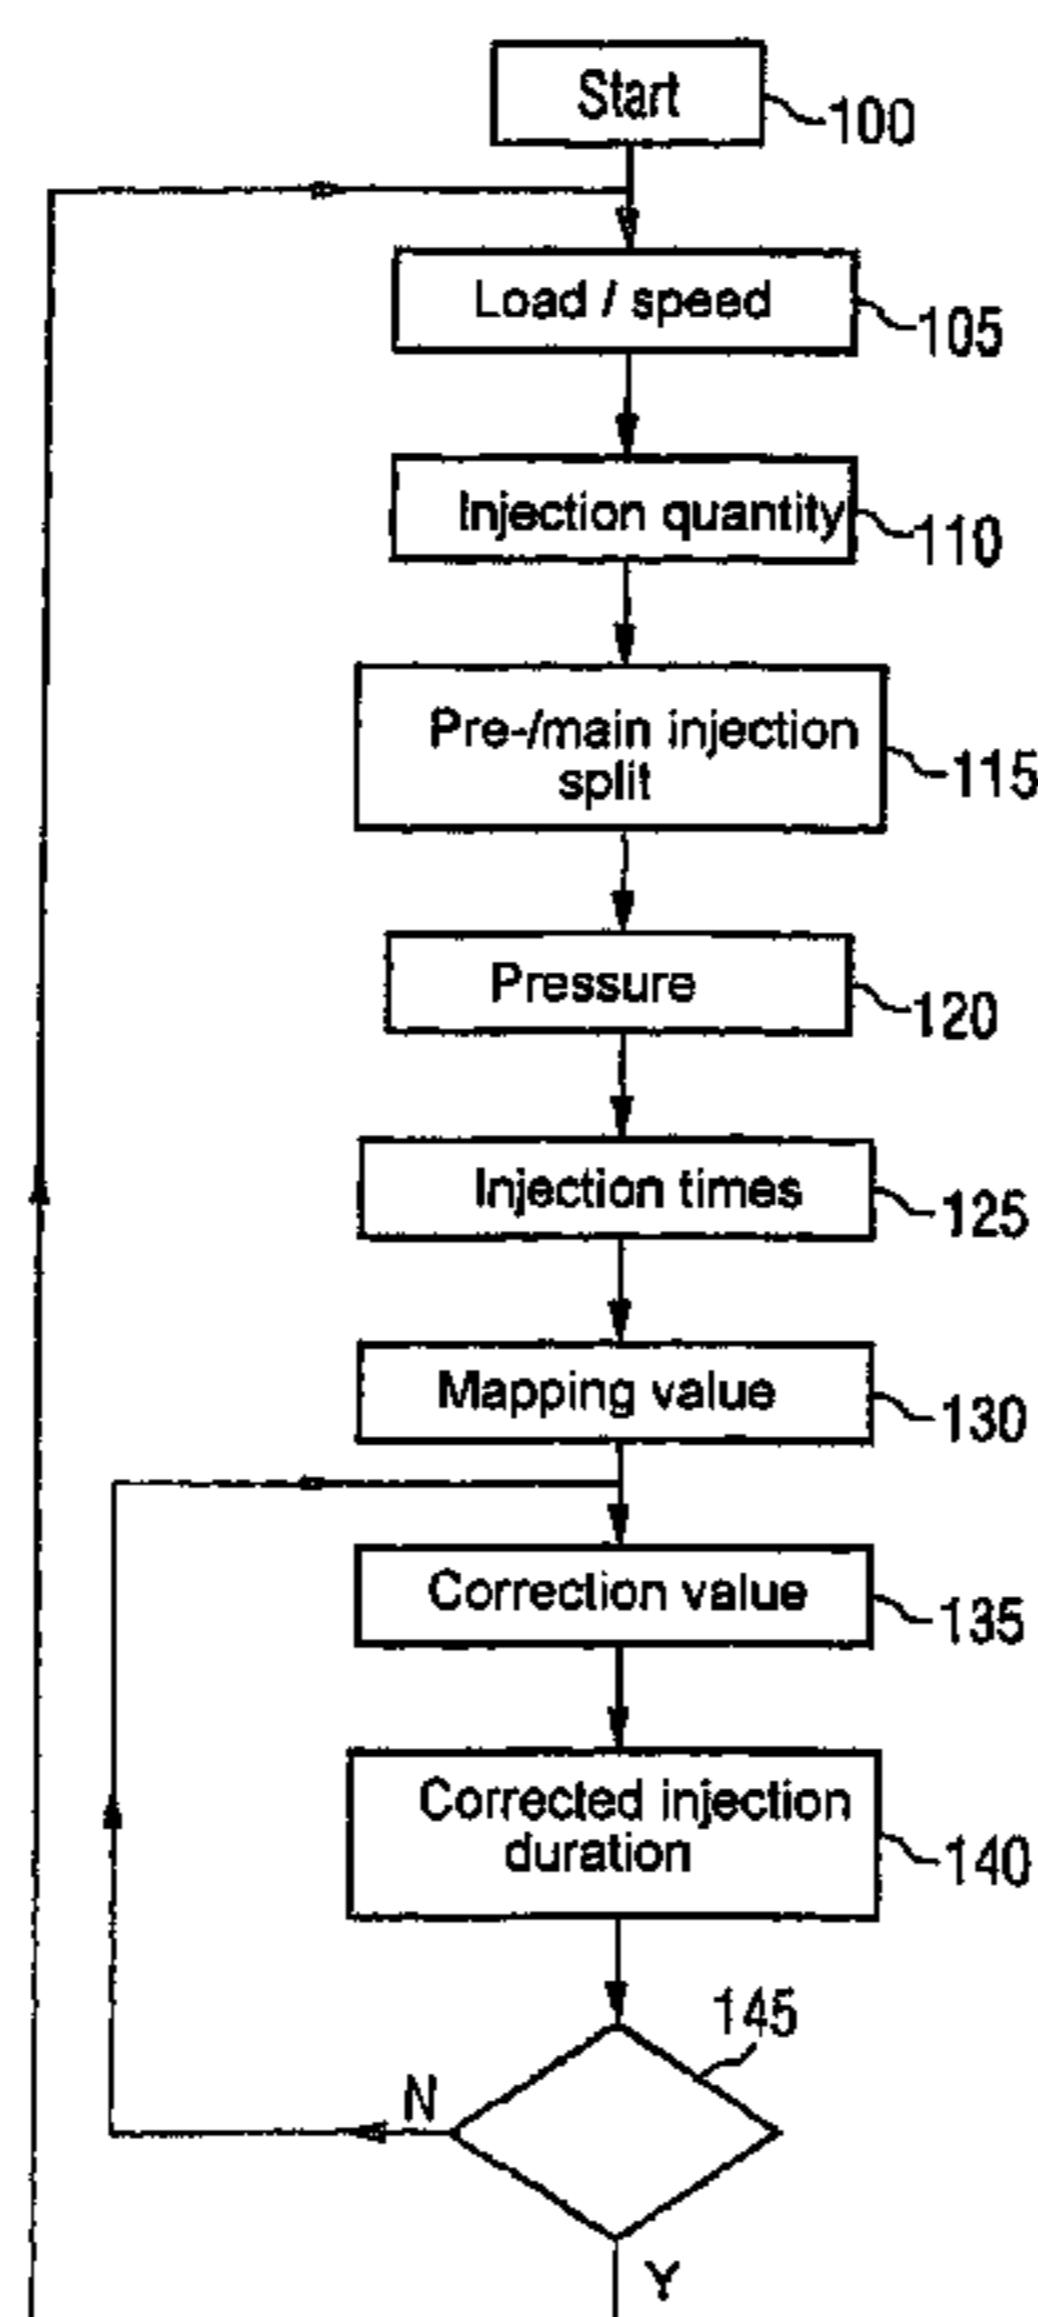 Start
100
Load / speed
105
Injection quantity
110
Pre-/main injection
split
115
Pressure
120
Injection times
125
Mapping value
130
Correction value
135
Corrected injection
duration
140
145
N
Y